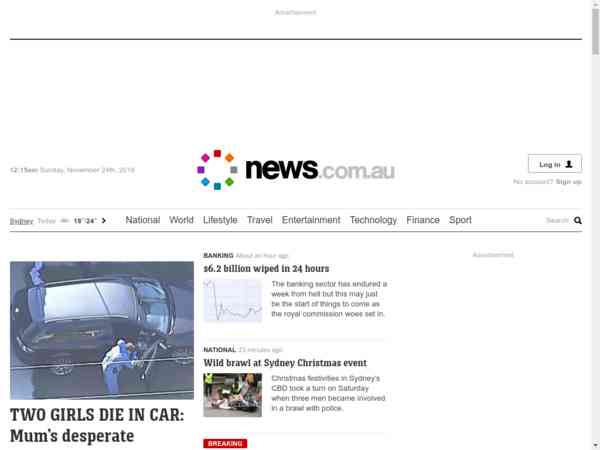 Advertisement
12:15am Sunday, November 24th, 2019
news.com.au
Log in
No account? Sign up
Sydney Today 18°/24°
National World Lifestyle Travel Entertainment Technology Finance Sport
Search
BANKING About an hour ago
$6.2 billion wiped in 24 hours
The banking sector has endured a
week from hell but this may just
be the start of things to come as
the royal commission woes set in.
Advertisement
NATIONAL 23 minutes ago
Wild brawl at Sydney Christmas event
Christmas festivities in Sydney's
CBD took a turn on Saturday
when three men became involved
in a brawl with police.
TWO GIRLS DIE IN CAR:
Mum's desperate
BREAKING